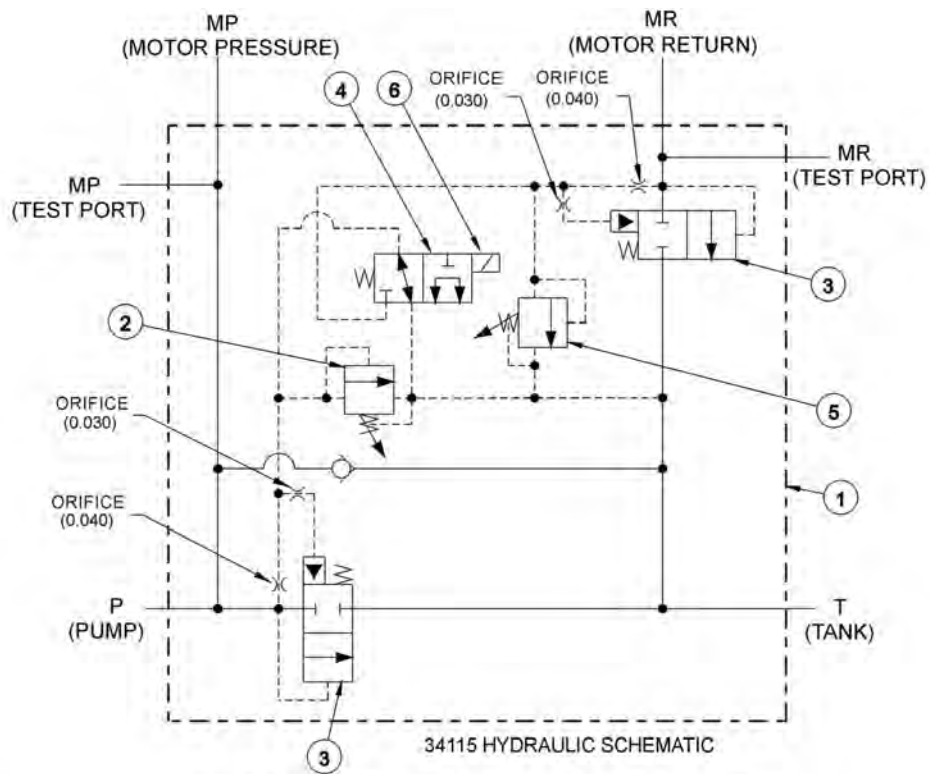 MP
(MOTOR PRESSURE)
MR
(MOTOR RETURN)
4
6
ORIFICE
(0.030)
ORIFICE
(0.040)
MP
(TEST PORT)
MR
(TEST PORT)
3
2
5
ORIFICE
(0.030)
1
ORIFICE
(0.040)
P
(PUMP)
T
(TANK)
3
34115 HYDRAULIC SCHEMATIC